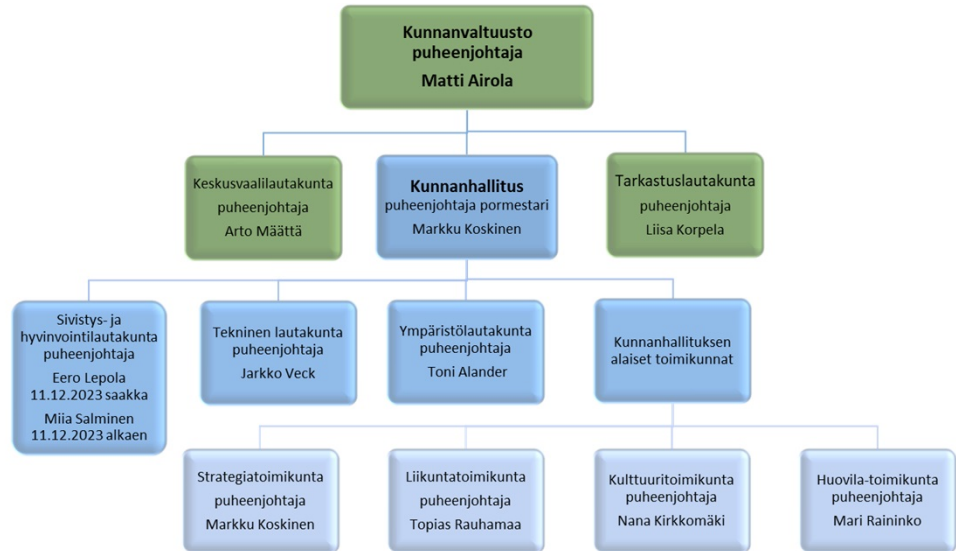 Kunnanvaltuusto
puheenjohtaja
Matti Airola
Keskusvaalilautakunta
puheenjohtaja
Arto Määttä
Kunnanhallitus
puheenjohtaja pormestari
Markku Koskinen
Tarkastuslautakunta
puheenjohtaja
Liisa Korpela
Sivistys- ja
hyvinvointilautakunta
puheenjohtaja
Eero Lepola
11.12.2023 saakka
Miia Salminen
11.12.2023 alkaen
Tekninen lautakunta
puheenjohtaja
Jarkko Veck
Ympäristölautakunta
puheenjohtaja
Toni Alander
Kunnanhallituksen
alaiset toimikunnat
Strategiatoimikunta
puheenjohtaja
Markku Koskinen
Liikuntatoimikunta
puheenjohtaja
Topias Rauhamaa
Kulttuuritoimikunta
puheenjohtaja
Nana Kirkkomäki
Huovila-toimikunta
puheenjohtaja
Mari Raininko